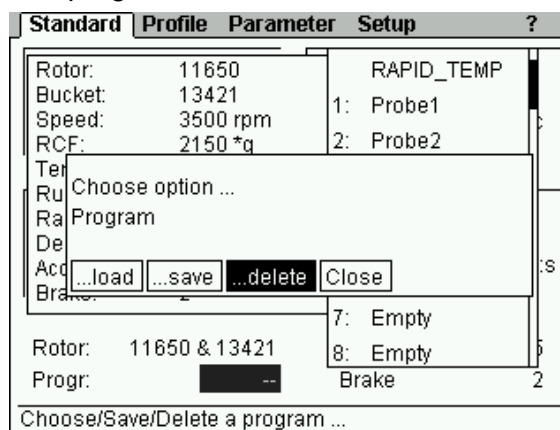 Standard Profile Parameter Setup ?
Rotor: 11650
Bucket: 13421
Speed: 3500 rpm
RCF: 2150 *g
RAPID_TEMP
1: Probe1
2: Probe2
Choose option ...
Program
...load ...save ...delete Close
7: Empty
8: Empty
Rotor: 11650 & 13421
Progr: --
Brake 2
Choose/Save/Delete a program ...